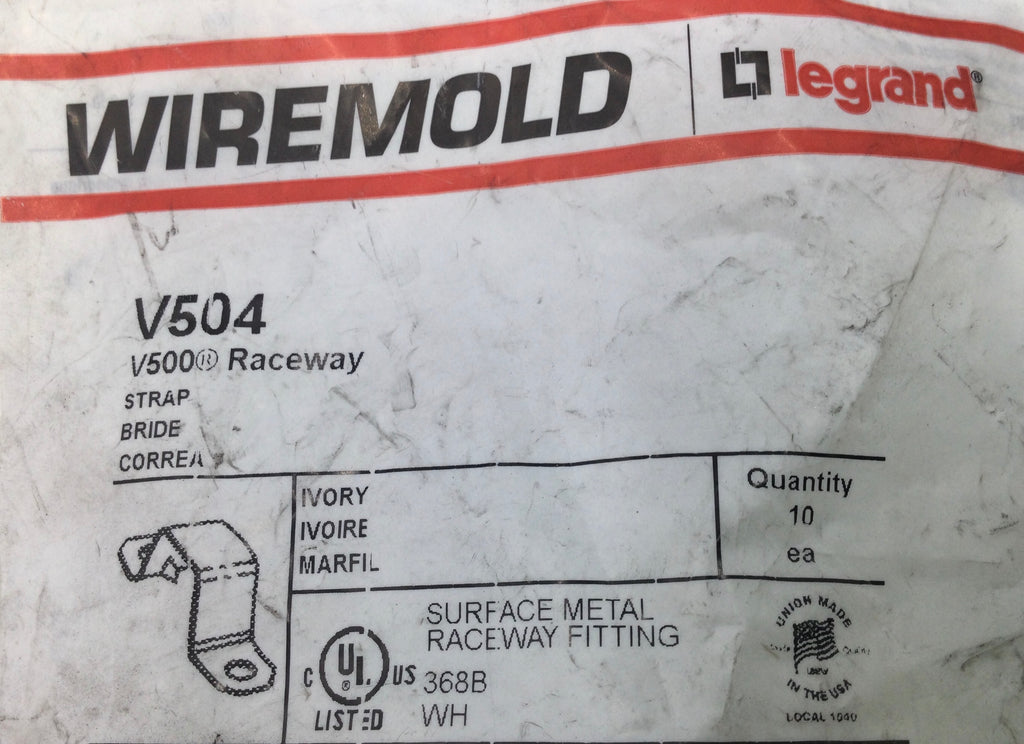 WIREMOLD
legrand®
V504
V500® Raceway
STRAP
BRIDE
CORREA
IVORY
IVOIRE
MARFIL
Quantity
10
ea
SURFACE METAL
RACEWAY FITTING
368B
WH
C UL ® US
LISTED
UNION MADE
IN THE USA
LOCAL 1040